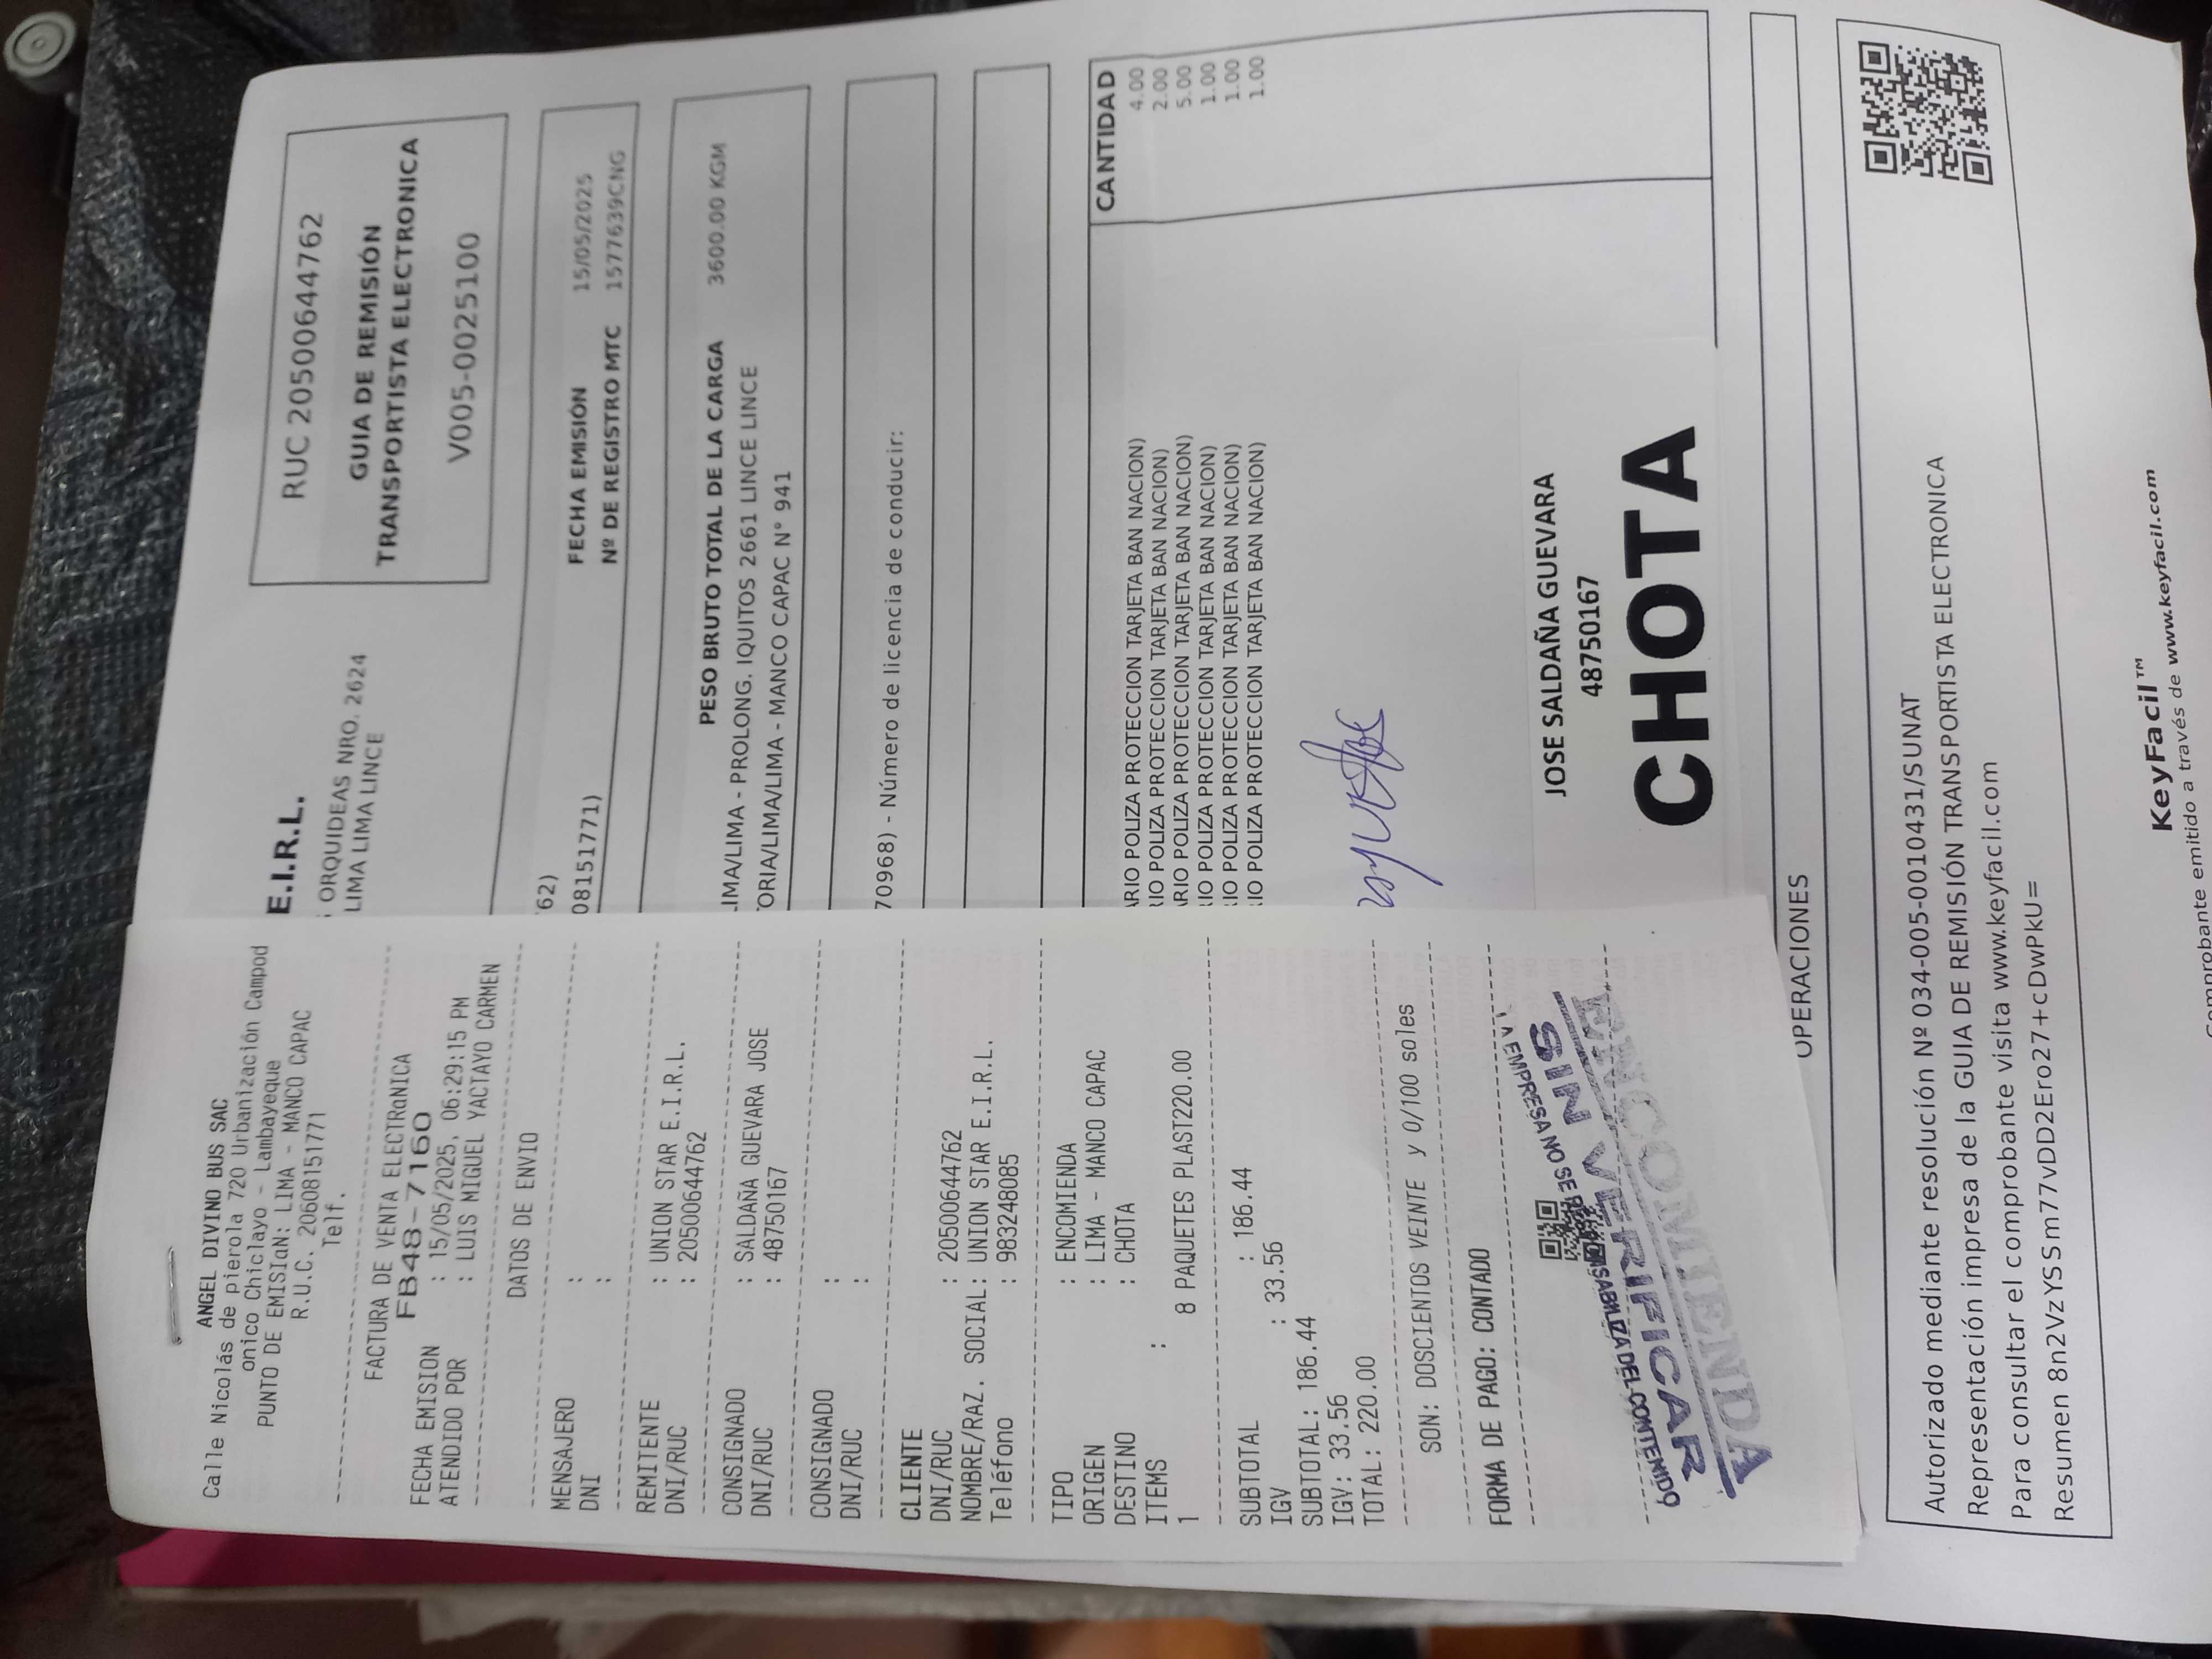 ANGEL DIVINO BUS SAC
Calle Nicolás de pierola 720 Urbanización Campod
onico Chiclayo - Lambayeque
PUNTO DE EMISIαN: LIMA - MANCO CAPAC
R.U.C. 20608151771
Telf.
FACTURA DE VENTA ELECTRαNICA
FB48-7160
FECHA EMISION : 15/05/2025, 06:29:15 PM
ATENDIDO POR : LUIS MIGUEL YACTAYO CARMEN
DATOS DE ENVIO
MENSAJERO :
DNI :
REMITENTE : UNION STAR E.I.R.L.
DNI/RUC : 20500644762
CONSIGNADO : SALDAÑA GUEVARA JOSE
DNI/RUC : 48750167
CONSIGNADO :
DNI/RUC :
CLIENTE
DNI/RUC : 20500644762
NOMBRE/RAZ. SOCIAL: UNION STAR E.I.R.L.
Teléfono : 983248085
TIPO : ENCOMIENDA
ORIGEN : LIMA - MANCO CAPAC
DESTINO : CHOTA
ITEMS :
1 8 PAQUETES PLAST220.00
SUBTOTAL : 186.44
IGV : 33.56
SUBTOTAL: 186.44
IGV: 33.56
TOTAL: 220.00
SON: DOSCIENTOS VEINTE y 0/100 soles
FORMA DE PAGO: CONTADO
LA EMPRESA NO SE RESPONSABILIZA DEL CONTENIDO
SIN VERIFICAR
ENCOMIENDA
E.I.R.L.
ORQUIDEAS NRO. 2624
LIMA LIMA LINCE
RUC 20500644762
GUIA DE REMISIÓN
TRANSPORTISTA ELECTRONICA
V005-0025100
62)
08151771)
FECHA EMISIÓN 15/05/2025
Nº DE REGISTRO MTC 1577639CNG
PESO BRUTO TOTAL DE LA CARGA 3600.00 KGM
IMA/LIMA - PROLONG. IQUITOS 2661 LINCE LINCE
ORIA/LIMA/LIMA - MANCO CAPAC N° 941
70968) - Número de licencia de conducir:
CANTIDAD
ARIO POLIZA PROTECCION TARJETA BAN NACION) 4.00
RIO POLIZA PROTECCION TARJETA BAN NACION) 2.00
ARIO POLIZA PROTECCION TARJETA BAN NACION) 5.00
RIO POLIZA PROTECCION TARJETA BAN NACION) 1.00
IO POLIZA PROTECCION TARJETA BAN NACION) 1.00
IO POLIZA PROTECCION TARJETA BAN NACION) 1.00
JOSE SALDAÑA GUEVARA
48750167
CHOTA
OPERACIONES
Autorizado mediante resolución Nº 034-005-0010431/SUNAT
Representación impresa de la GUIA DE REMISIÓN TRANSPORTISTA ELECTRONICA
Para consultar el comprobante visita www.keyfacil.com
Resumen 8n2VzYSSm77vDD2Ero27+cDwPkU=
KeyFacil™
Comprobante emitido a través de www.keyfacil.com